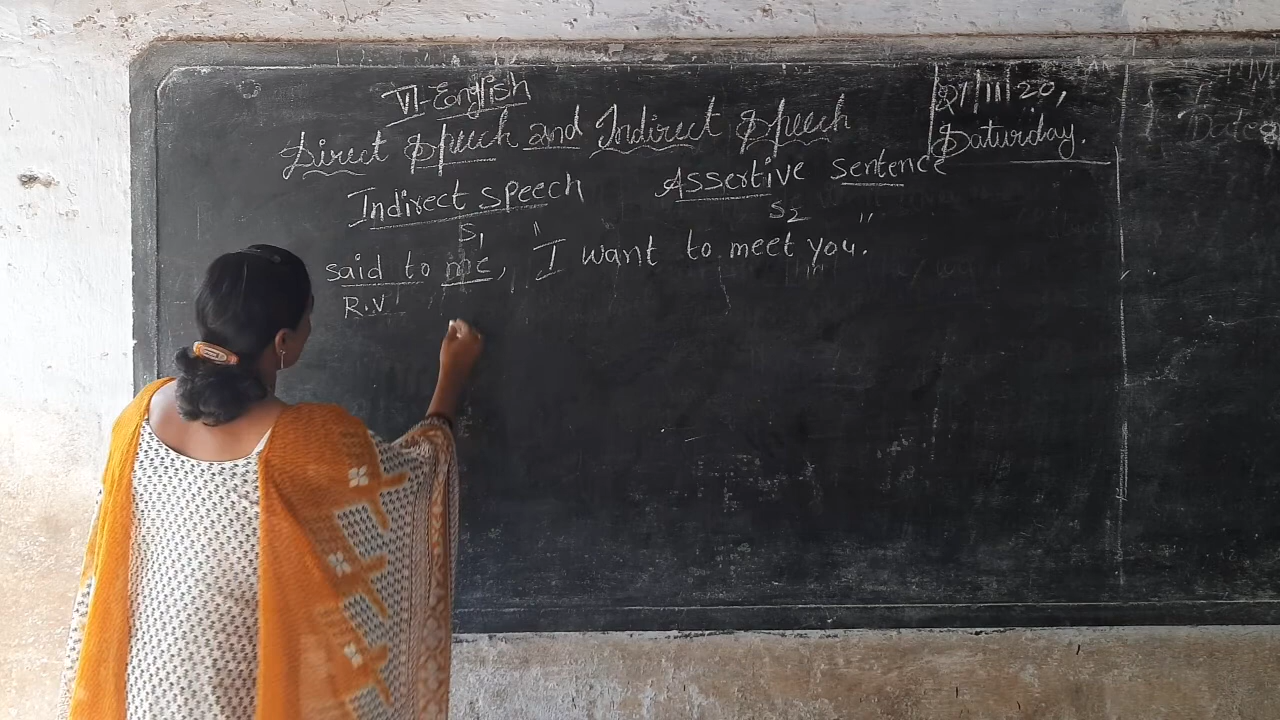 VI-English
Direct Speech and Indirect Speech
27/11/20,
Saturday.
Indirect speech Assertive sentence
S1 S2
said to me, "I want to meet you."
R.V
Date